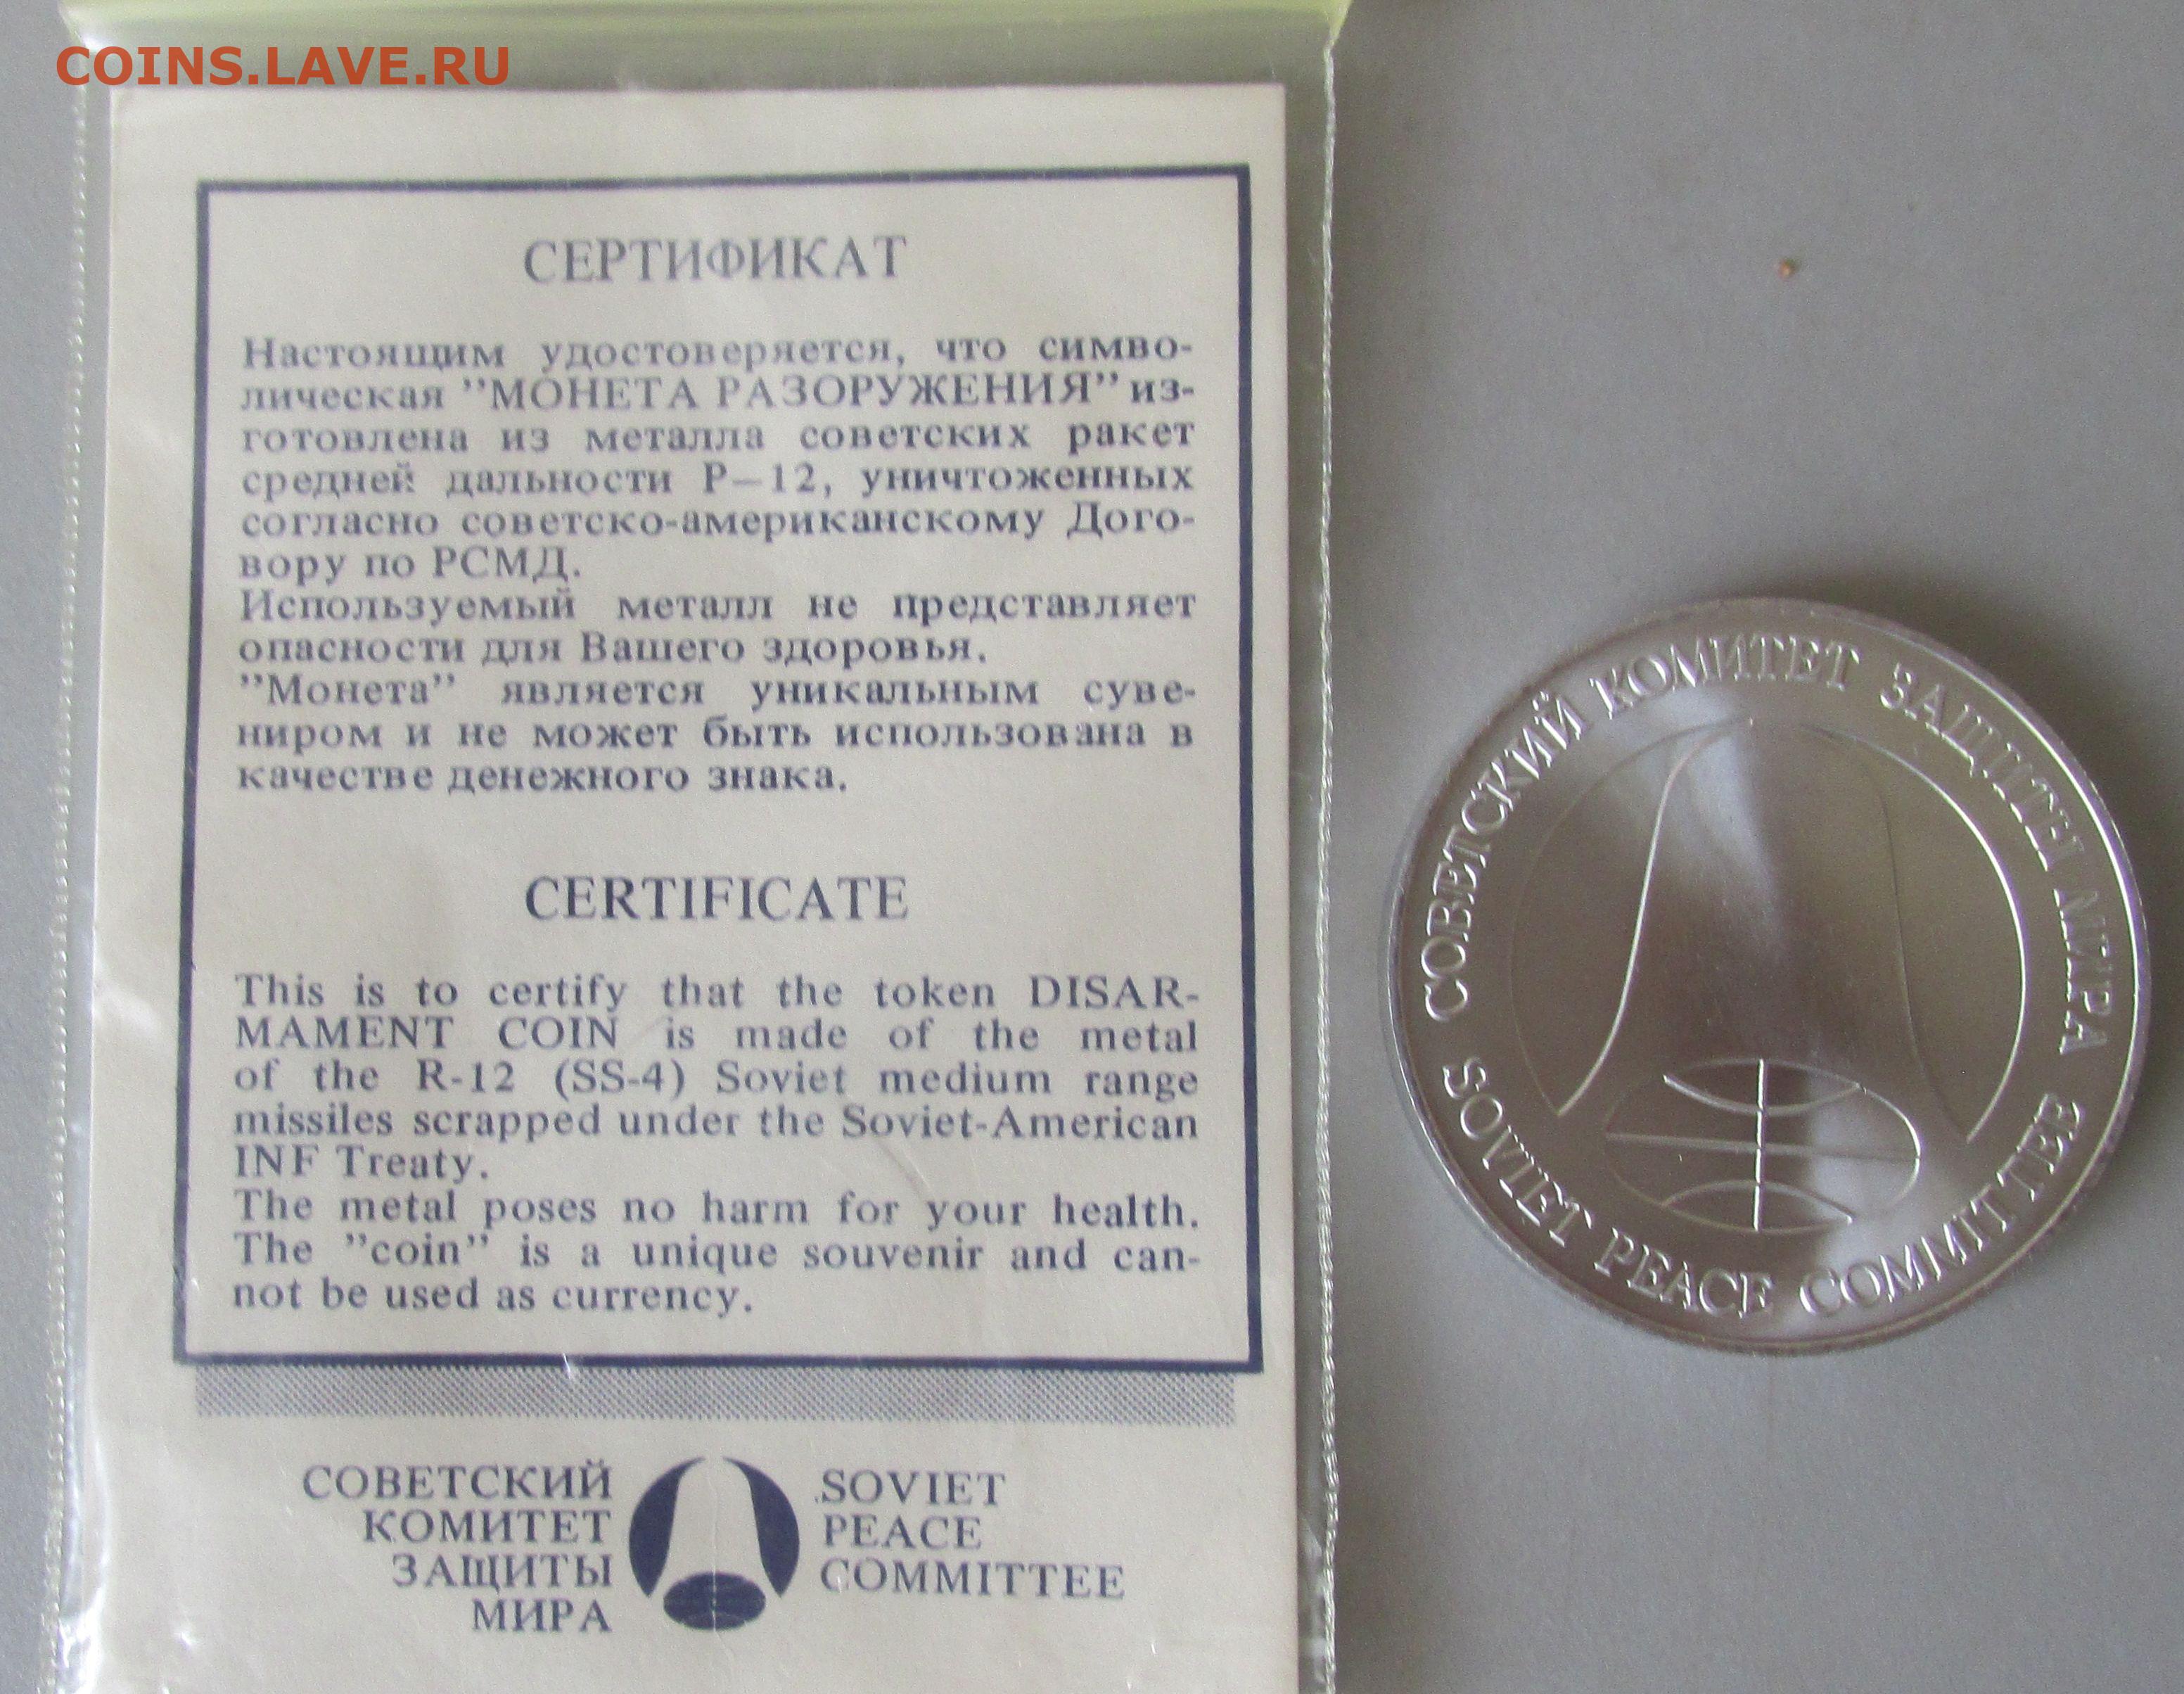 COINS.LAVE.RU
СЕРТИФИКАТ
Настоящим удостоверяется, что симво-
лическая ”МОНЕТА РАЗОРУЖЕНИЯ” из-
готовлена из металла советских ракет
средней дальности Р—12, уничтоженных
согласно советско-американскому Дого-
вору по РСМД.
Используемый металл не представляет
опасности для Вашего здоровья.
”Монета” является уникальным суве-
ниром и не может быть использована в
качестве денежного знака.
CERTIFICATE
This is to certify that the token DISAR-
MAMENT COIN is made of the metal
of the R-12 (SS-4) Soviet medium range
missiles scrapped under the Soviet-American
INF Treaty.
The metal poses no harm for your health.
The ”coin” is a unique souvenir and can-
not be used as currency.
СОВЕТСКИЙ
КОМИТЕТ
ЗАЩИТЫ
МИРА
SOVIET
PEACE
COMMITTEE
СОВЕТСКИЙ КОМИТЕТ ЗАЩИТЫ МИРА
SOVIET PEACE COMMITTEE